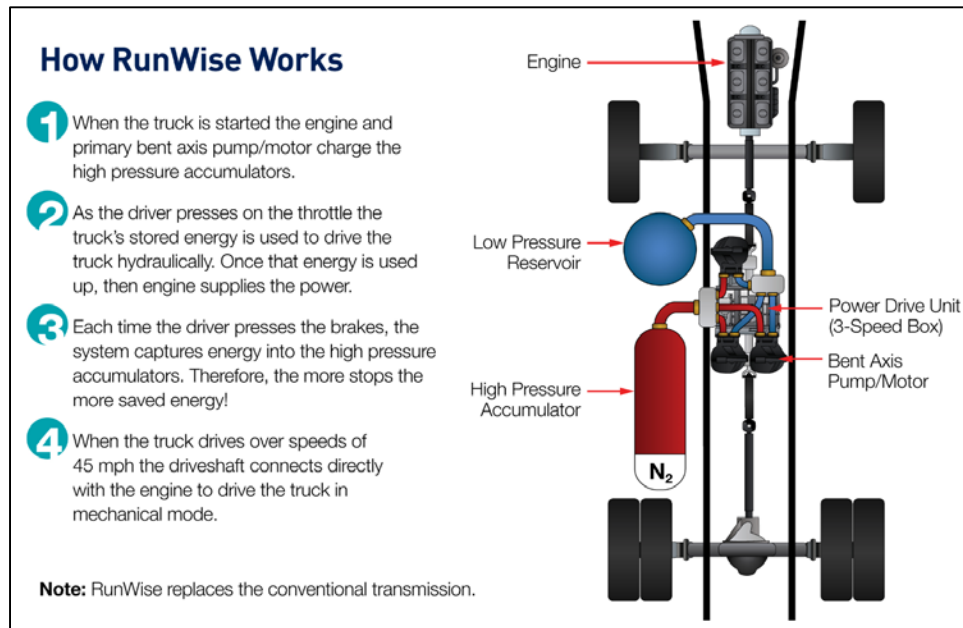 How RunWise Works
1
When the truck is started the engine and
primary bent axis pump/motor charge the
high pressure accumulators.
2
As the driver presses on the throttle the
truck's stored energy is used to drive the
truck hydraulically. Once that energy is used
up, then engine supplies the power.
3
Each time the driver presses the brakes, the
system captures energy into the high pressure
accumulators. Therefore, the more stops the
more saved energy!
4
When the truck drives over speeds of
45 mph the driveshaft connects directly
with the engine to drive the truck in
mechanical mode.
Note: RunWise replaces the conventional transmission.
Engine
Low Pressure
Reservoir
High Pressure
Accumulator
N₂
Power Drive Unit
(3-Speed Box)
Bent Axis
Pump/Motor